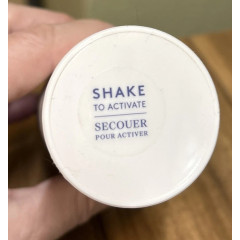 SHAKE
TO ACTIVATE
SECOUER
POUR ACTIVER